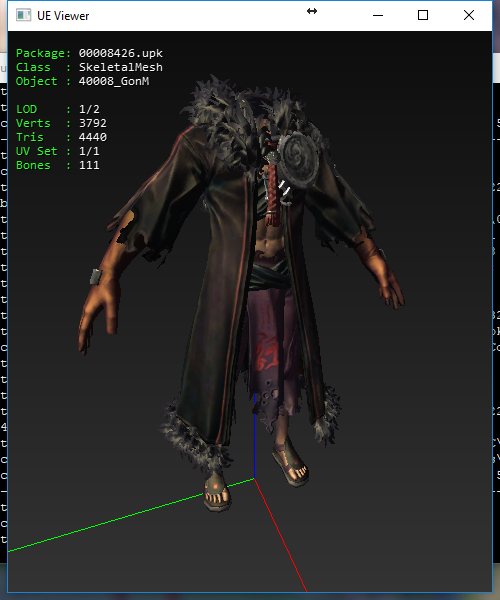 UE Viewer
Package: 00008426.upk
Class : SkeletalMesh
Object : 40008_GonM
LOD : 1/2
Verts : 3792
Tris : 4440
UV Set : 1/1
Bones : 111